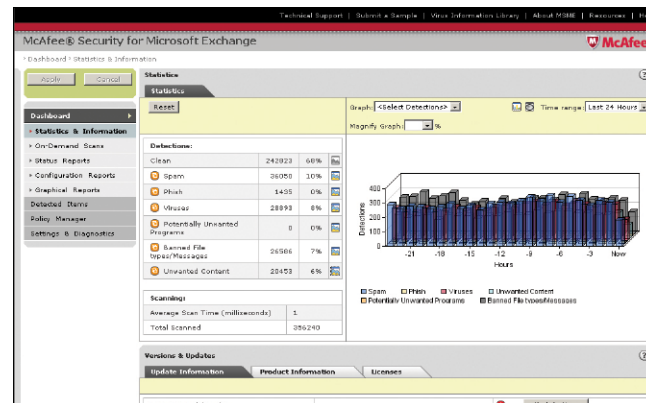 Technical Support | Submit a Sample | Virus Information Library | About MSME | Resources |
McAfee® Security for Microsoft Exchange
McAfee
Dashboard Statistics & Information
Apply Cancel
Statistics
Statistics
Dashboard
Statistics & Information
On-Demand Scans
Status Reports
Configuration Reports
Graphical Reports
Detected Items
Policy Manager
Settings & Diagnostics
Reset
Graph: <Select Detections> Time range: Last 24 Hours
Magnify Graph: %
Detections:
Clean 242823 68%
Spam 36050 10%
Phish 1435 0%
Viruses 28893 8%
Potentially Unwanted
Programs 0 0%
Banned File
types/Messages 26586 7%
Unwanted Content 20453 6%
Scanning:
Average Scan Time (milliseconds) 1
Total Scanned 356240
Detections
400
300
200
100
0
-21 -18 -15 -12 -9 -6 -3 Now
Hours
Spam Phish Viruses Unwanted Content
Potentially Unwanted Programs Banned File types/Messages
Versions & Updates
Update Information Product Information Licenses